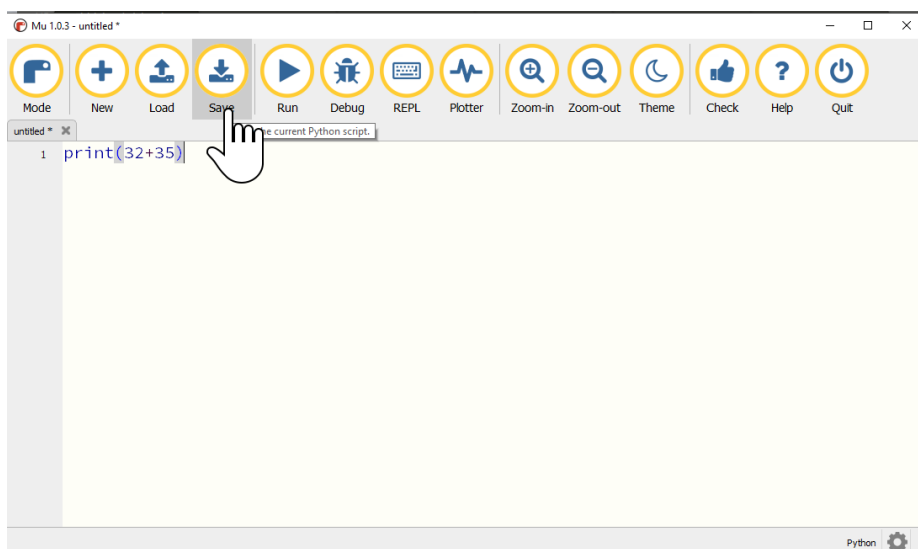 Mu 1.0.3 - untitled *
Mode New Load Save Run Debug REPL Plotter Zoom-in Zoom-out Theme Check Help Quit
untitled *
he current Python script.
1 print(32+35)
Python